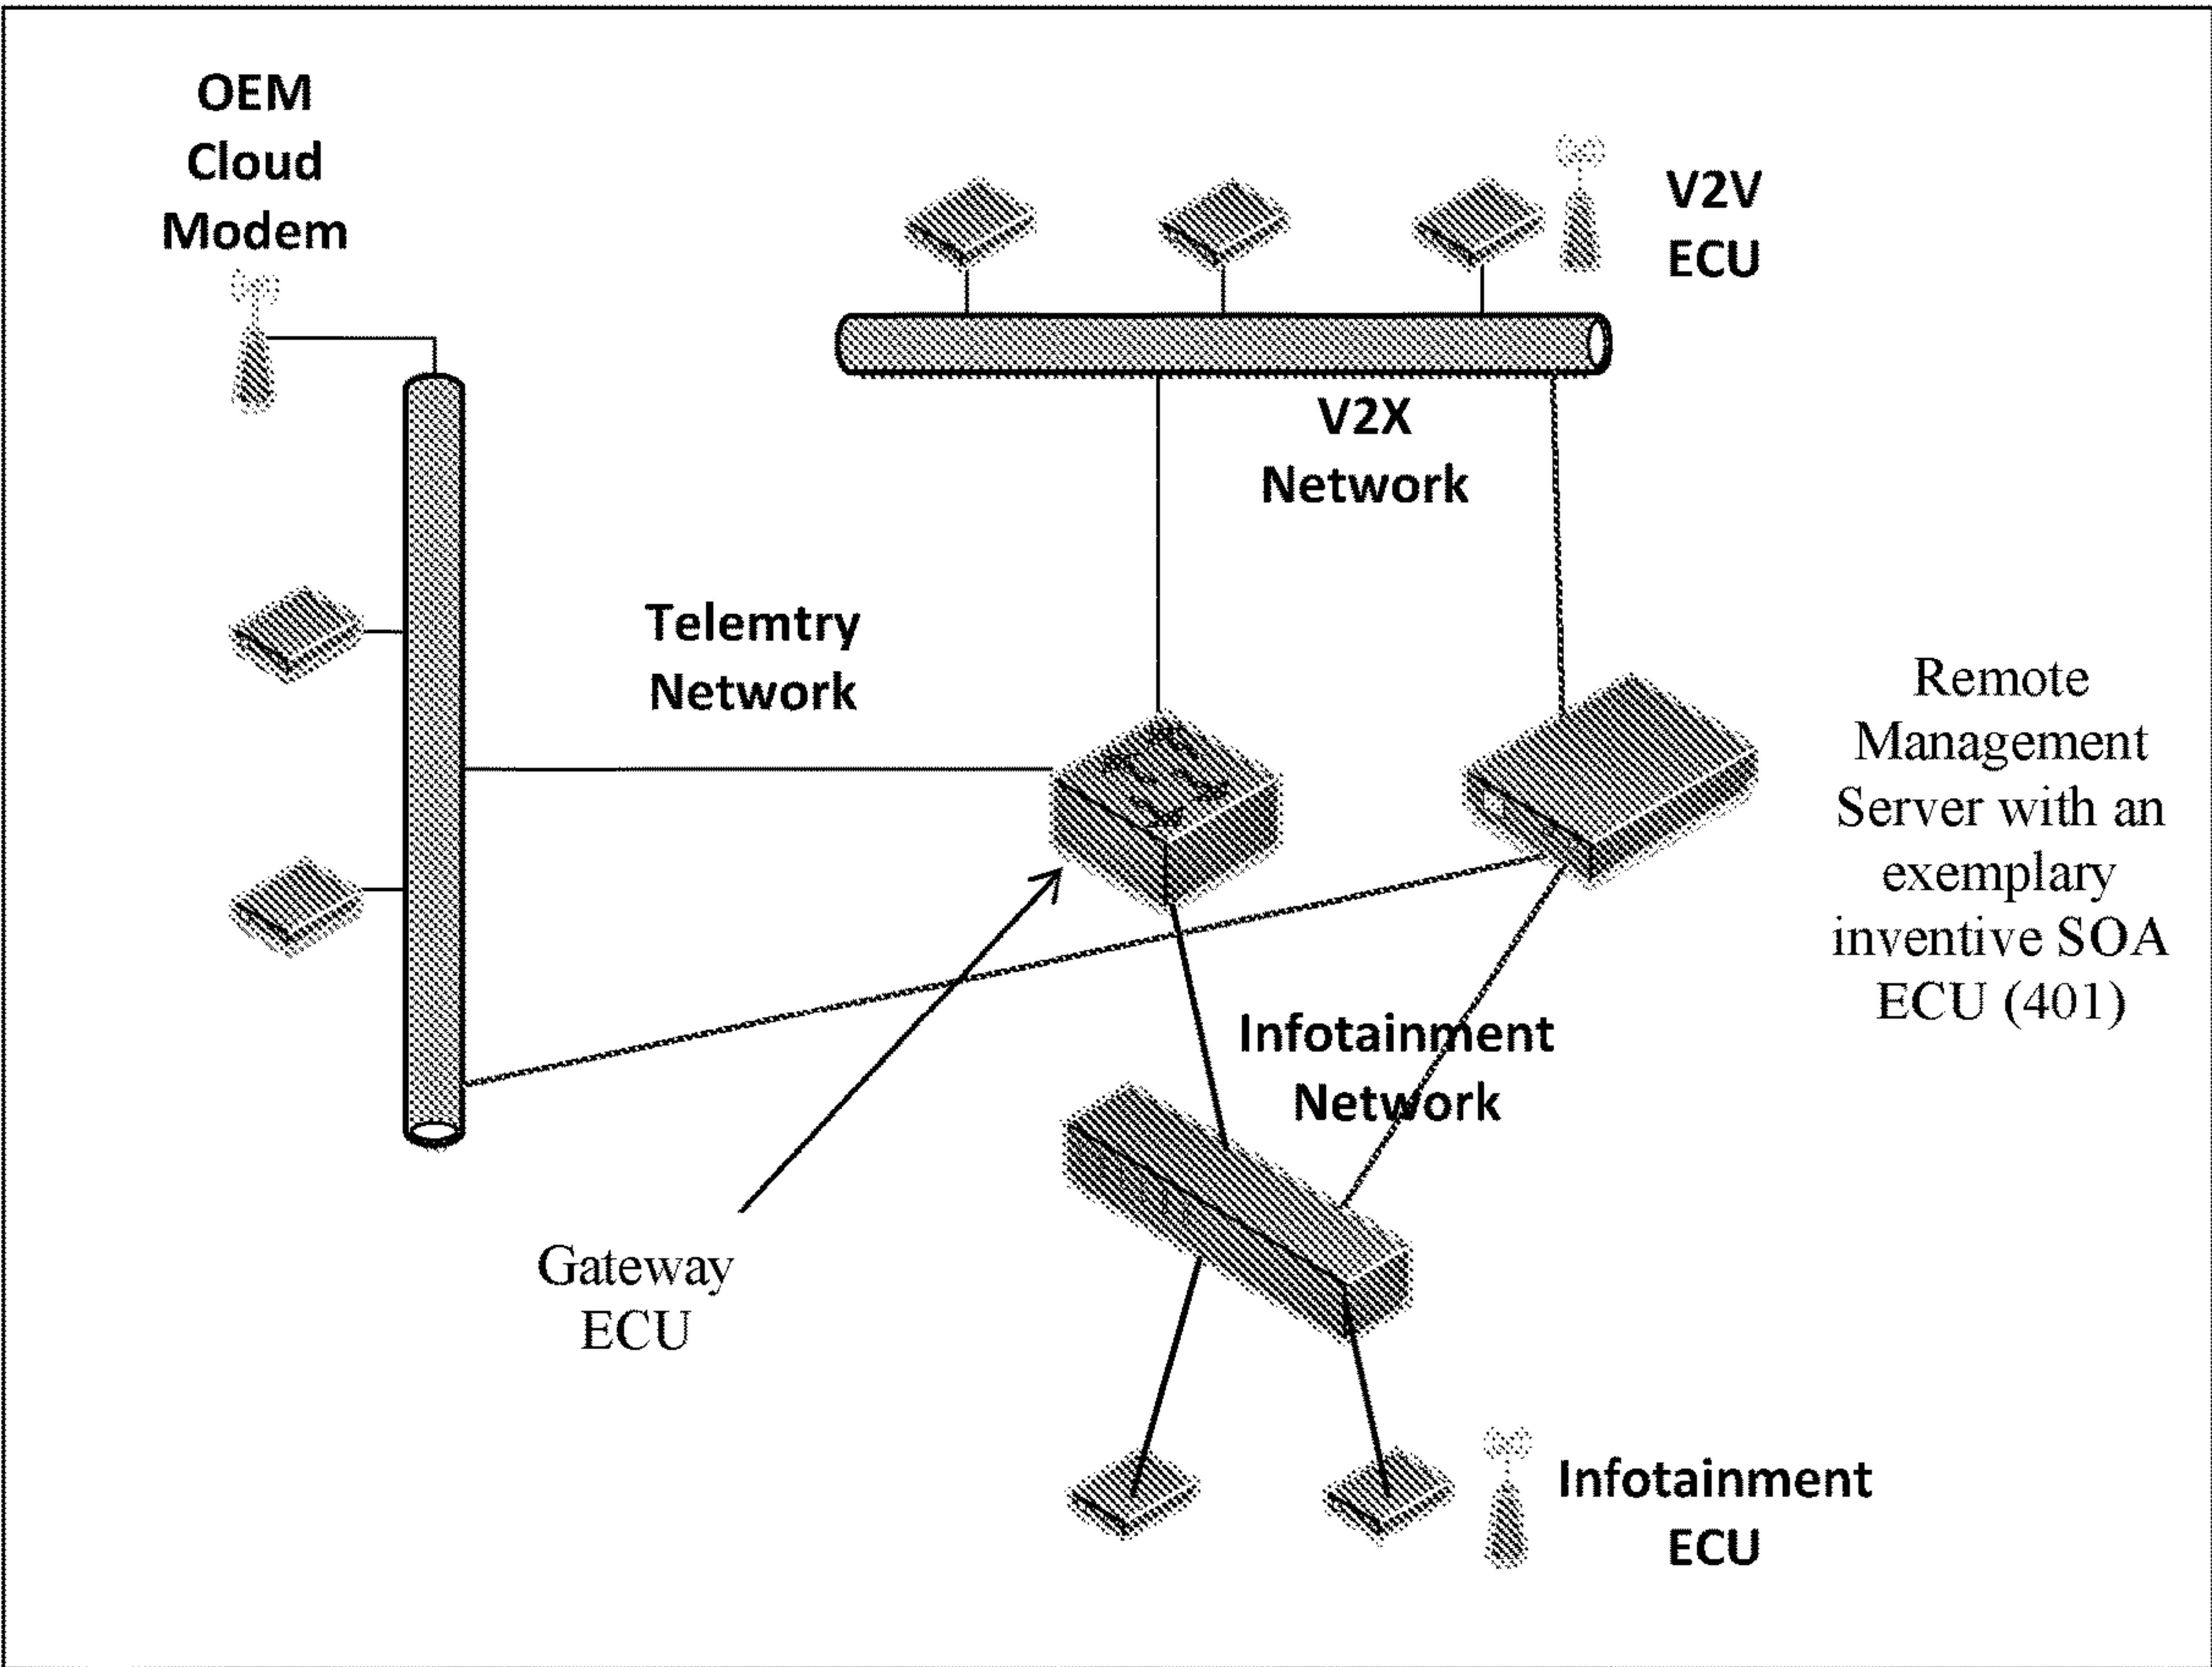 OEM
Cloud
Modem
V2V
ECU
V2X
Network
Telemtry
Network
Remote
Management
Server with an
exemplary
inventive SOA
ECU (401)
Infotainment
Network
Gateway
ECU
Infotainment
ECU